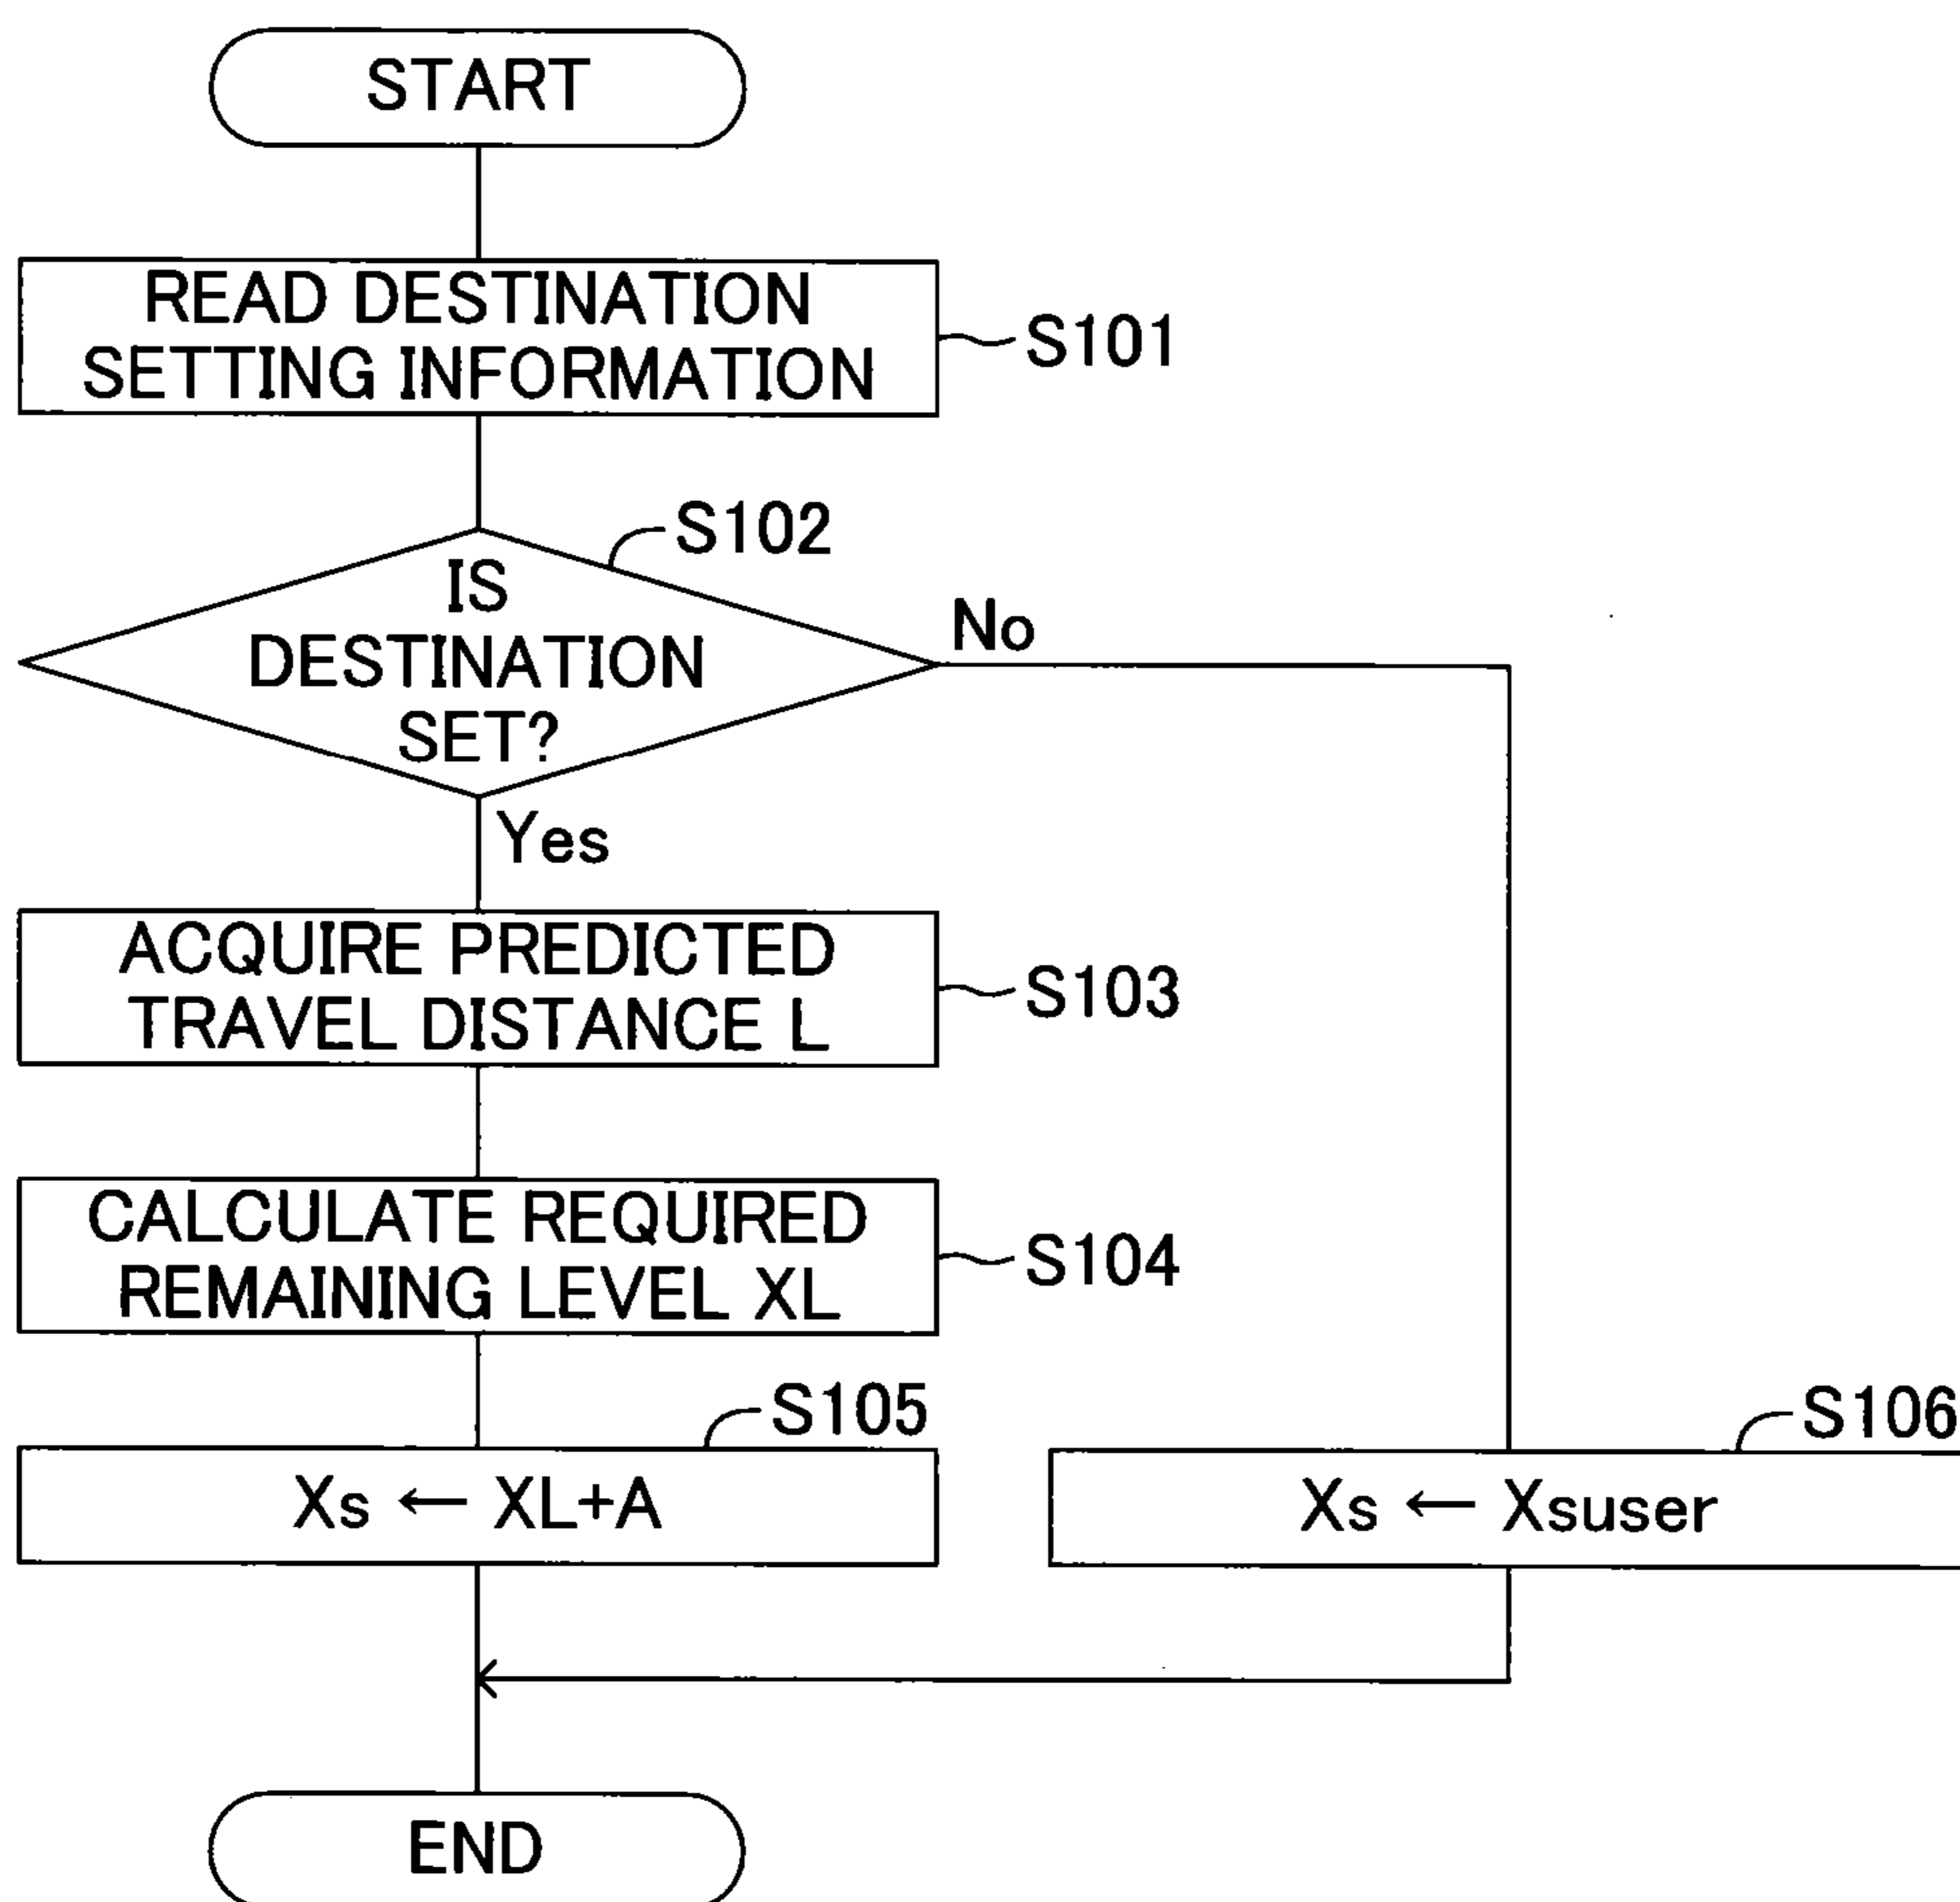 START
READ DESTINATION
SETTING INFORMATION
S101
S102
IS
DESTINATION
SET?
No
Yes
ACQUIRE PREDICTED
TRAVEL DISTANCE L
S103
CALCULATE REQUIRED
REMAINING LEVEL XL
S104
S105
Xs ← XL+A
S106
Xs ← Xsuser
END